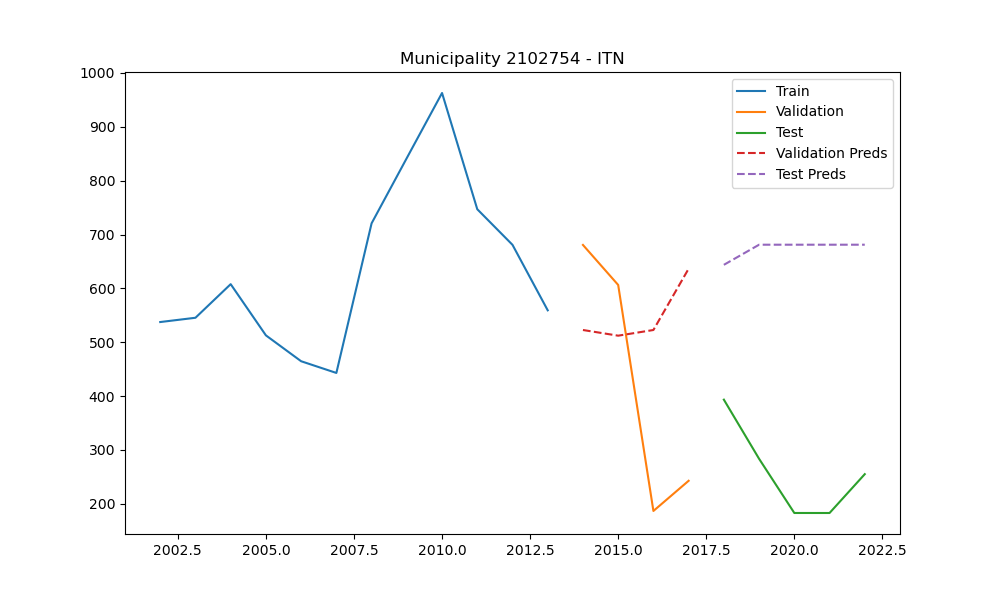 Municipality 2102754 - ITN
1000
900
800
700
600
500
400
300
200
2002.5 2005.0 2007.5 2010.0 2012.5 2015.0 2017.5 2020.0 2022.5
Train
Validation
Test
Validation Preds
Test Preds